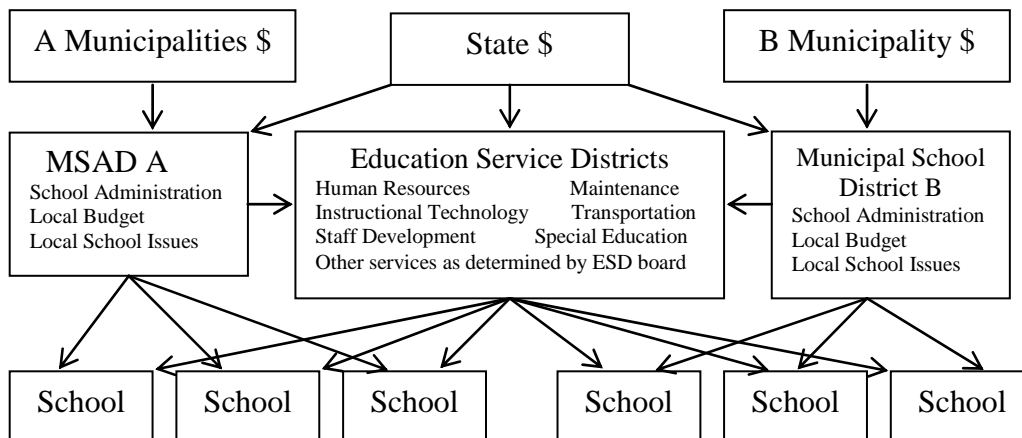 A Municipalities $
State $
B Municipality $
MSAD A
School Administration
Local Budget
Local School Issues
Education Service Districts
Human Resources Maintenance
Instructional Technology Transportation
Staff Development Special Education
Other services as determined by ESD board
Municipal School
District B
School Administration
Local Budget
Local School Issues
School
School
School
School
School
School